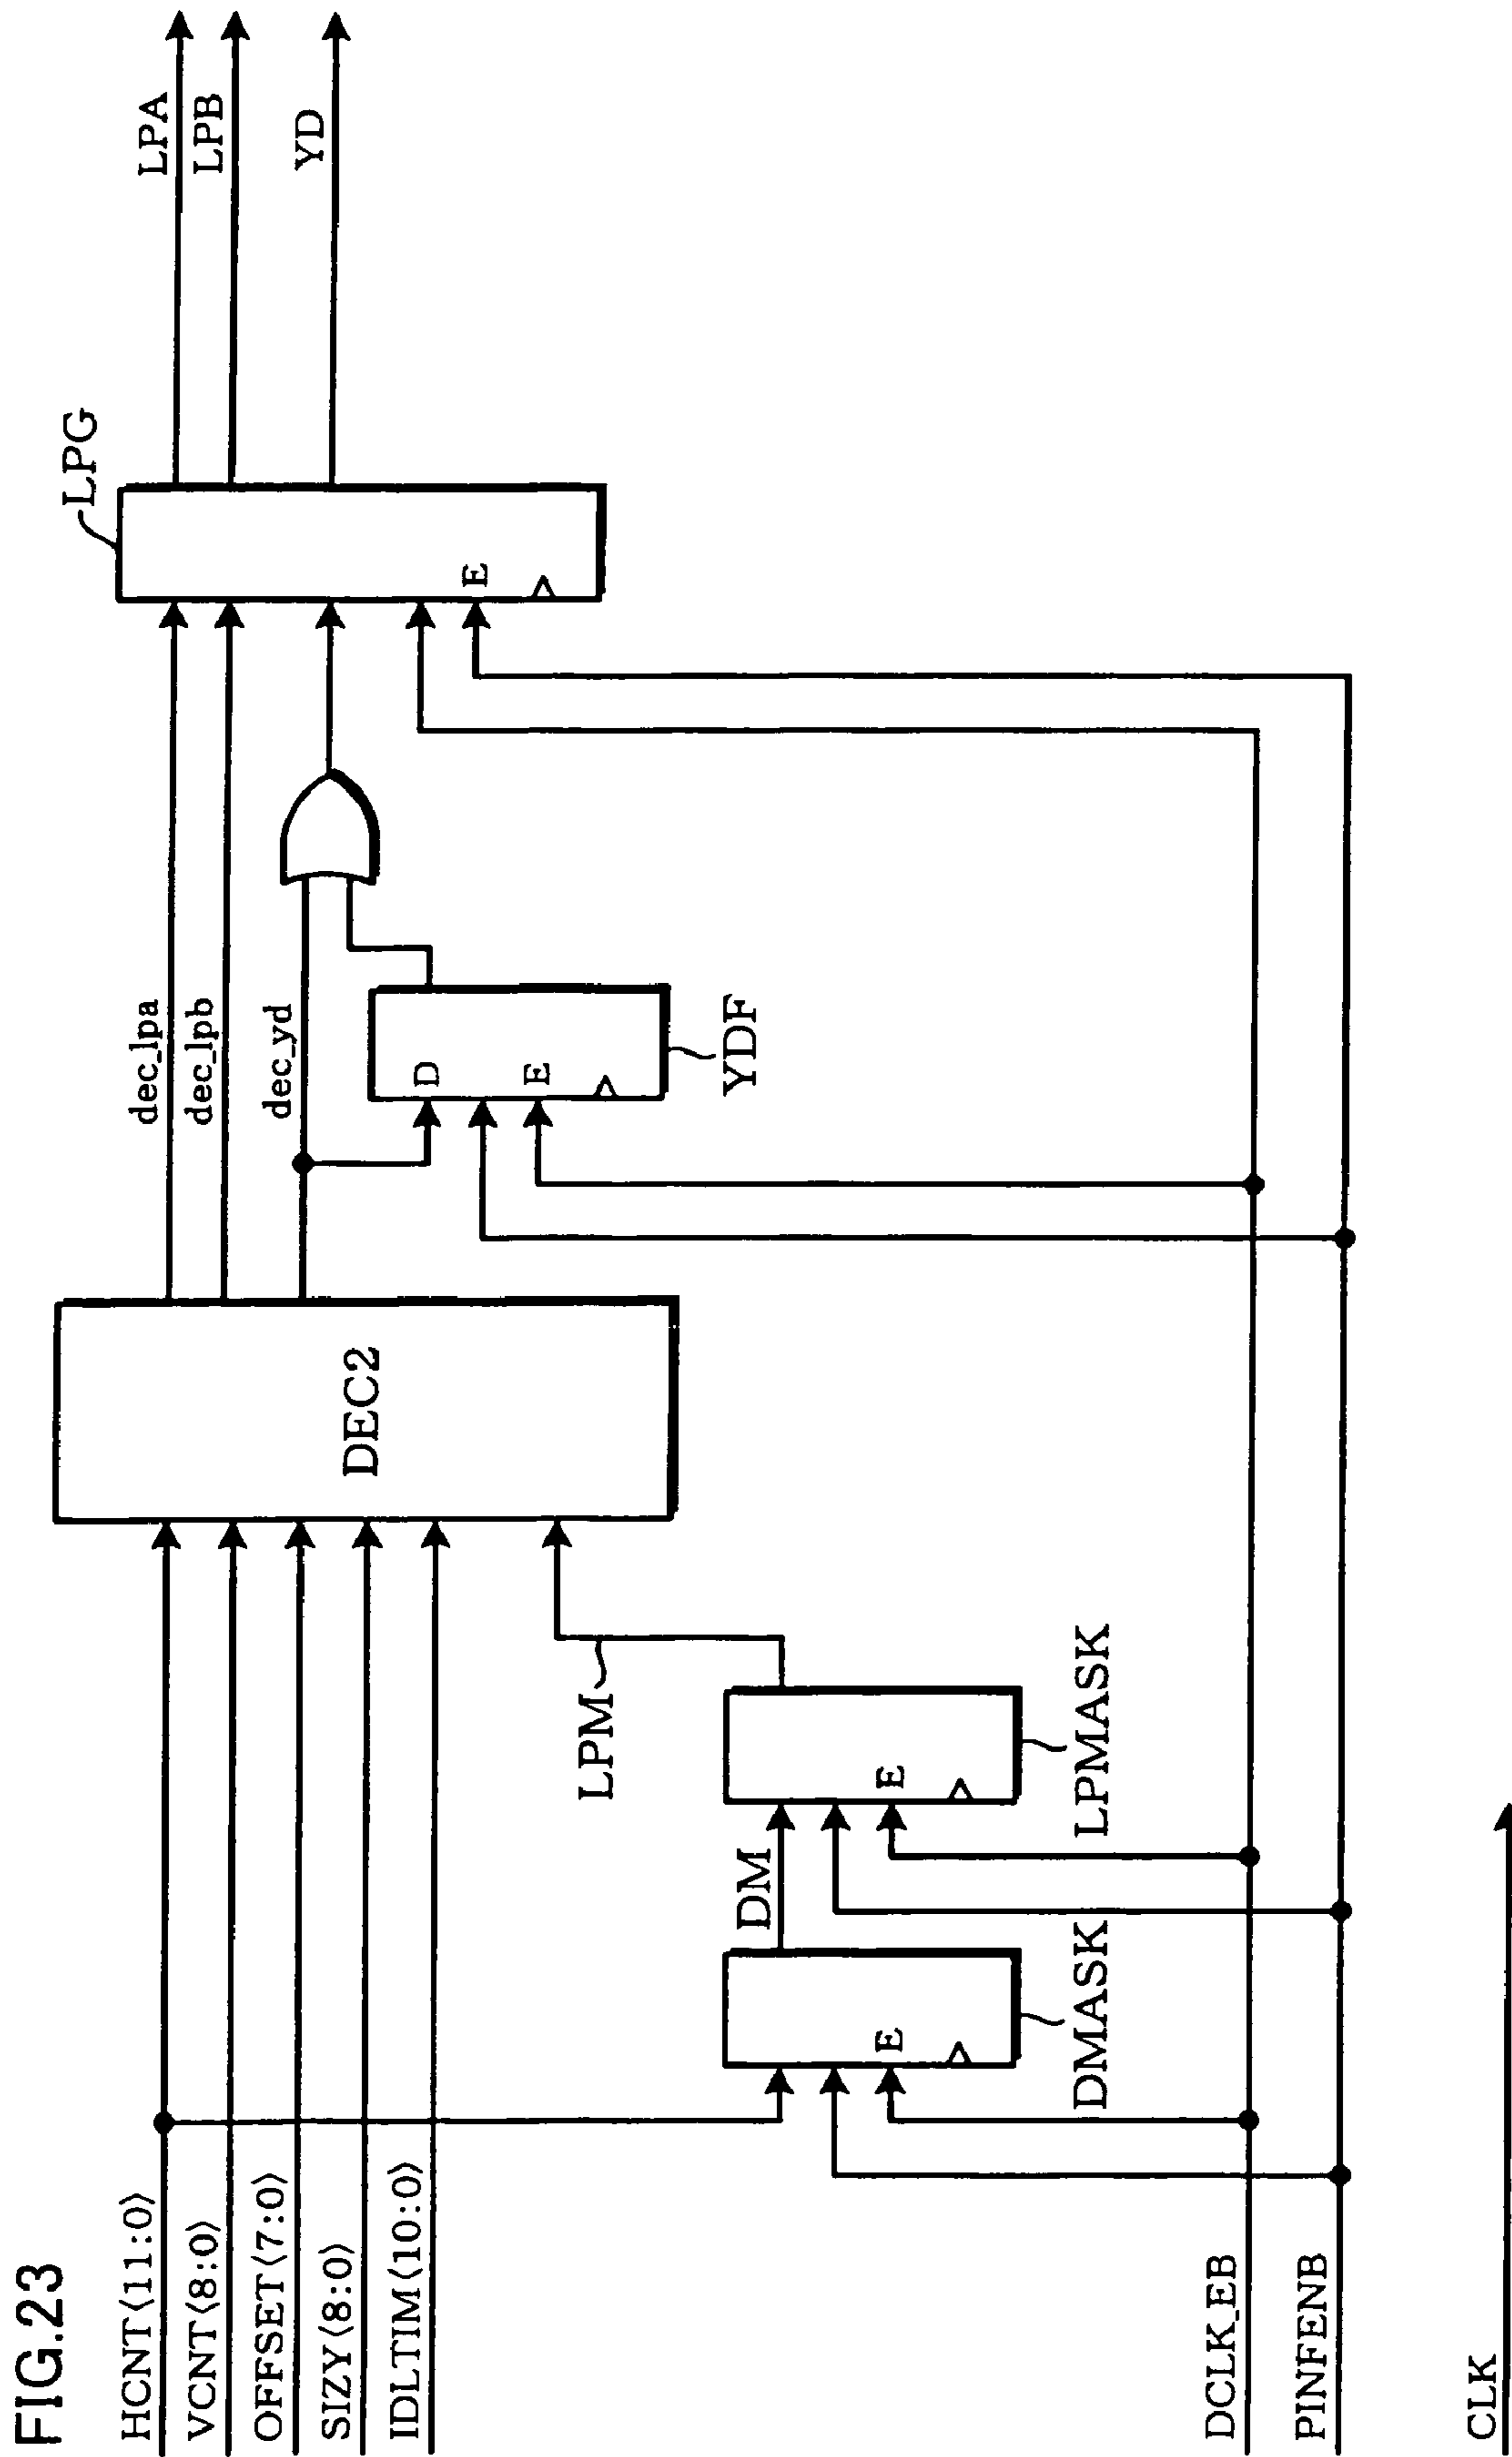 FIG.23
HCNT⟨11:0⟩
VCNT⟨8:0⟩
OFFSET⟨7:0⟩
SIZY⟨8:0⟩
IDLTIM⟨10:0⟩
DCLK_EB
PINFENB
CLK
E
DMASK
DM
E
LPMASK
LPM
DEC2
dec_lpa
dec_lpb
dec_yd
D
E
YDF
E
LPG
LPA
LPB
YD